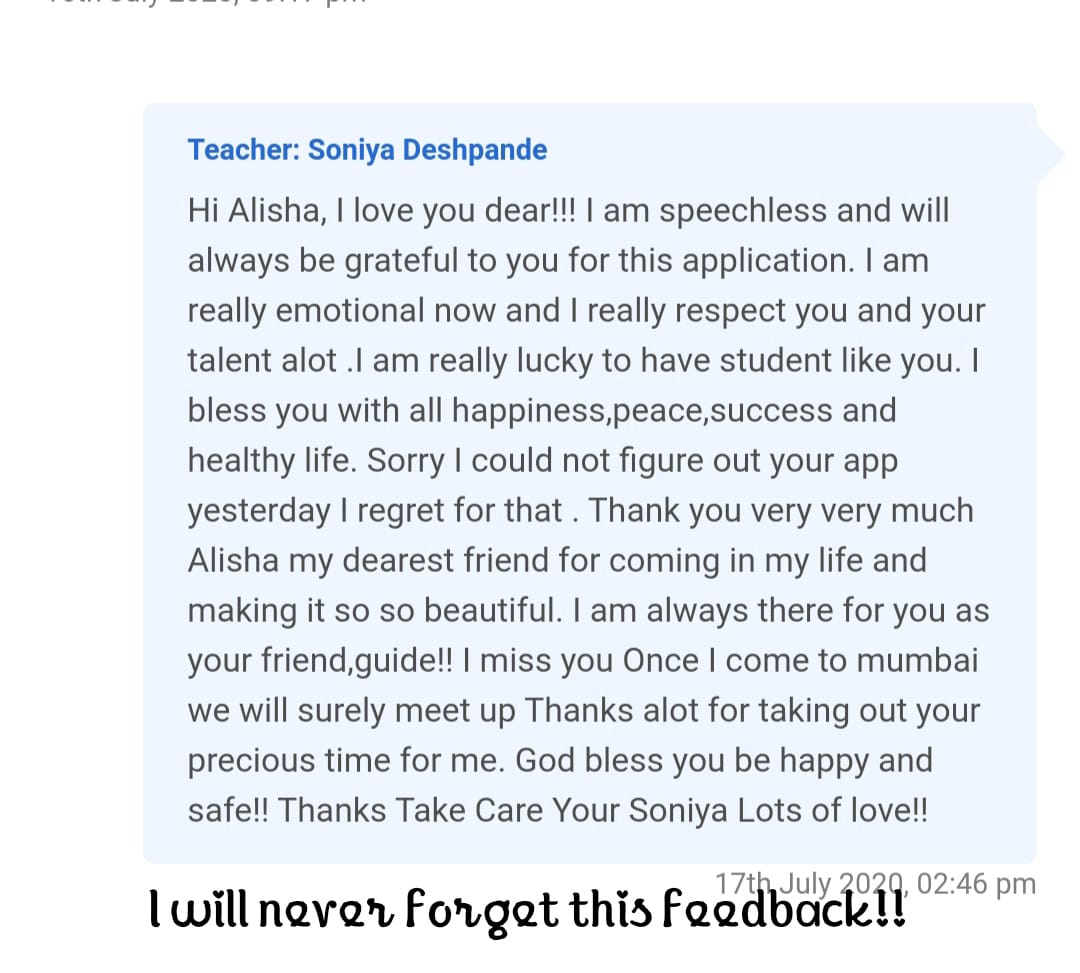 Teacher: Soniya Deshpande
Hi Alisha, I love you dear!!! I am speechless and will
always be grateful to you for this application. I am
really emotional now and I really respect you and your
talent alot .I am really lucky to have student like you. I
bless you with all happiness,peace,success and
healthy life. Sorry I could not figure out your app
yesterday I regret for that . Thank you very very much
Alisha my dearest friend for coming in my life and
making it so so beautiful. I am always there for you as
your friend,guide!! I miss you Once I come to mumbai
we will surely meet up Thanks alot for taking out your
precious time for me. God bless you be happy and
safe!! Thanks Take Care Your Soniya Lots of love!!
17th July 2020, 02:46 pm
I will never forget this feedback!!